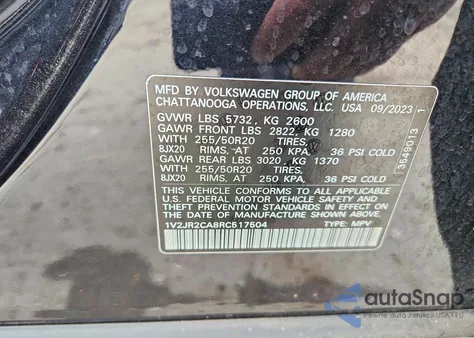 MFD BY VOLKSWAGEN GROUP OF AMERICA
CHATTANOOGA OPERATIONS, LLC. USA 09/2023
GVWR LBS 5732, KG 2600
GAWR FRONT LBS 2822, KG 1280
WITH 255/50R20 TIRES,
8JX20 RIMS, AT 250 KPA, 36 PSI COLD
GAWR REAR LBS 3020, KG 1370
WITH 255/50R20 TIRES,
8JX20 RIMS, AT 250 KPA, 36 PSI COLD
THIS VEHICLE CONFORMS TO ALL APPLICABLE
U.S. FEDERAL MOTOR VEHICLE SAFETY AND
THEFT PREVENTION STANDARDS IN EFFECT ON THE
DATE OF MANUFACTURE SHOWN ABOVE.
1V2JR2CA8RC517504 TYPE: MPV
3549013 1
autoSnap